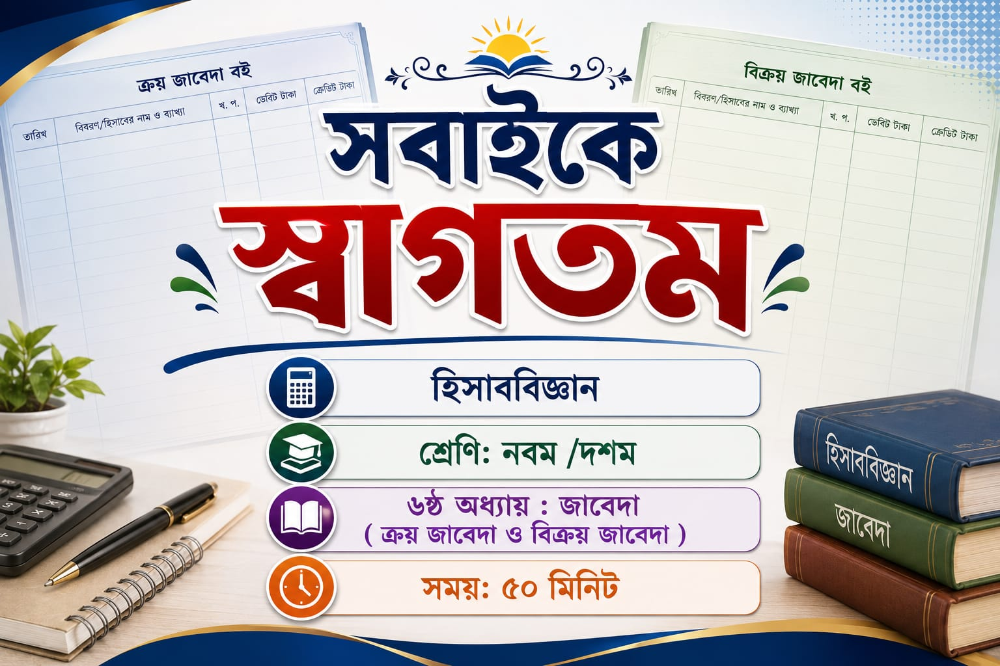 ক্রয় জাবেদা বই
তারিখ বিবরণ/হিসাবের নাম ও ব্যাখ্যা খ. প. ডেবিট টাকা ক্রেডিট টাকা
বিক্রয় জাবেদা বই
তারিখ বিবরণ/হিসাবের নাম ও ব্যাখ্যা খ. প. ডেবিট টাকা ক্রেডিট টাকা
সবাইকে
স্বাগতম
হিসাববিজ্ঞান
শ্রেণি: নবম /দশম
৬ষ্ঠ অধ্যায় : জাবেদা
( ক্রয় জাবেদা ও বিক্রয় জাবেদা )
সময়: ৫০ মিনিট
হিসাববিজ্ঞান
জাবেদা